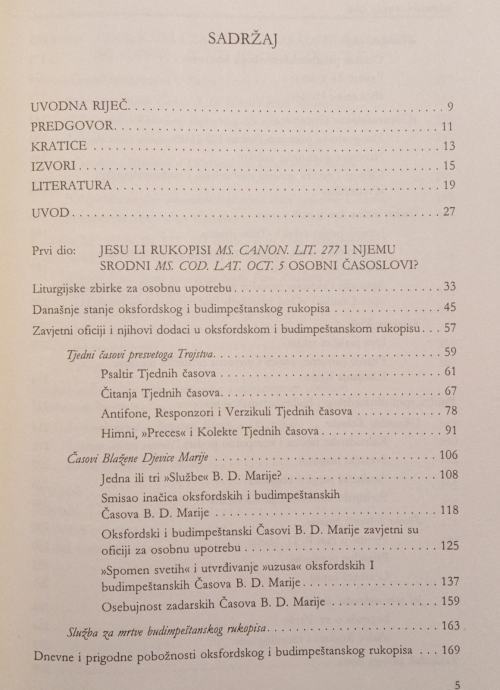 SADRŽAJ
UVODNA RIJEČ. . . . . . . . . . . . . . . . . . . . . . . . . . . . . . . . . . . . 9
PREDGOVOR. . . . . . . . . . . . . . . . . . . . . . . . . . . . . . . . . . . . . 11
KRATICE . . . . . . . . . . . . . . . . . . . . . . . . . . . . . . . . . . . . . . . 13
IZVORI . . . . . . . . . . . . . . . . . . . . . . . . . . . . . . . . . . . . . . . . 15
LITERATURA . . . . . . . . . . . . . . . . . . . . . . . . . . . . . . . . . . . . 19
UVOD . . . . . . . . . . . . . . . . . . . . . . . . . . . . . . . . . . . . . . . . . 27
Prvi dio: JESU LI RUKOPISI MS. CANON. LIT. 277 I NJEMU
SRODNI MS. COD. LAT. OCT. 5 OSOBNI ČASOSLOVI?
Liturgijske zbirke za osobnu upotrebu . . . . . . . . . . . . . . . . . . . . . 33
Današnje stanje oksfordskog i budimpeštanskog rukopisa . . . . . . . . . 45
Zavjetni oficiji i njihovi dodaci u oksfordskom i budimpeštanskom rukopisu . . . 57
Tjedni časovi presvetoga Trojstva. . . . . . . . . . . . . . . . . . . . . . . 59
Psaltir Tjednih časova . . . . . . . . . . . . . . . . . . . . . . . . . . . 61
Čitanja Tjednih časova. . . . . . . . . . . . . . . . . . . . . . . . . . . 67
Antifone, Responzori i Verzikuli Tjednih časova . . . . . . . . . . 78
Himni, »Preces« i Kolekte Tjednih časova . . . . . . . . . . . . . . 91
Časovi Blažene Djevice Marije . . . . . . . . . . . . . . . . . . . . . . . . 106
Jedna ili tri »Službe« B. D. Marije? . . . . . . . . . . . . . . . . . . . 108
Smisao inačica oksfordskih i budimpeštanskih
Časova B. D. Marije . . . . . . . . . . . . . . . . . . . . . . . . . . . . 118
Oksfordski i budimpeštanski Časovi B. D. Marije zavjetni su
oficiji za osobnu upotrebu . . . . . . . . . . . . . . . . . . . . . . . . . 125
»Spomen svetih« i utvrđivanje »uzusa« oksfordskih I
budimpeštanskih Časova B. D. Marije. . . . . . . . . . . . . . . . . 137
Osebujnost zadarskih Časova B. D. Marije . . . . . . . . . . . . . . 159
Služba za mrtve budimpeštanskog rukopisa. . . . . . . . . . . . . . . . . . 163
Dnevne i prigodne pobožnosti oksfordskog i budimpeštanskog rukopisa . . . 169
5